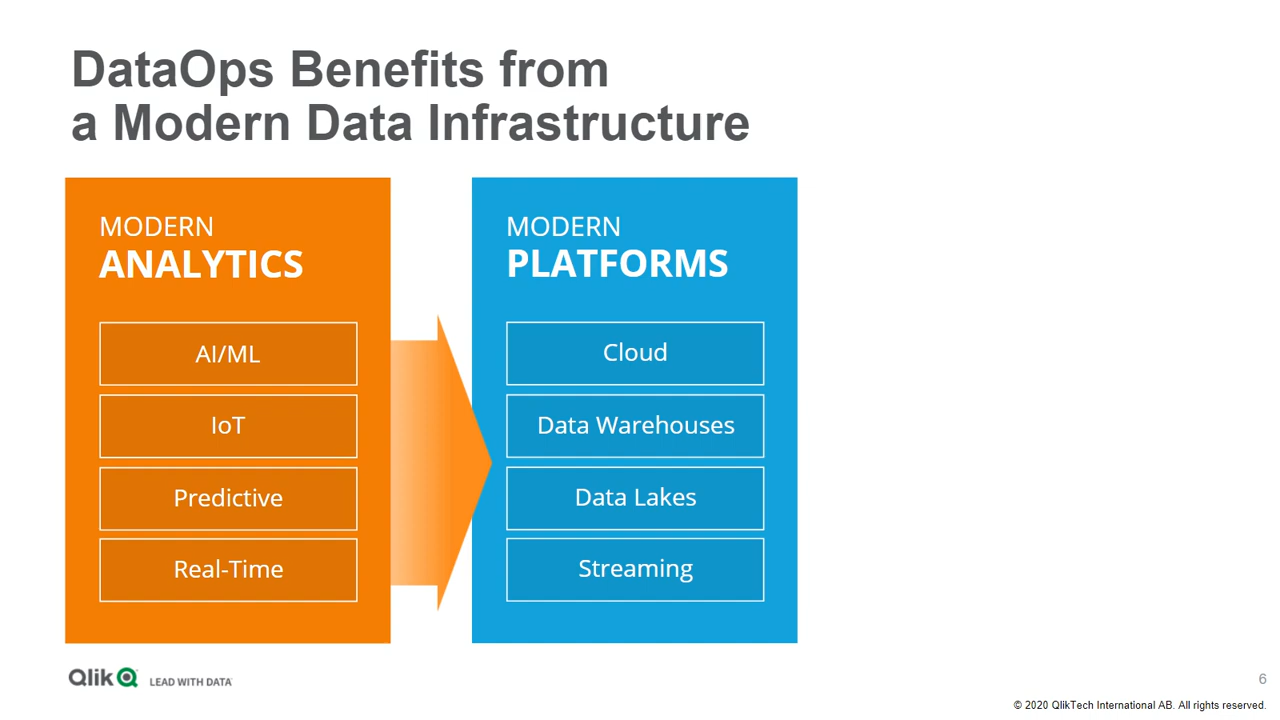 DataOps Benefits from
a Modern Data Infrastructure
MODERN
ANALYTICS
AI/ML
IoT
Predictive
Real-Time
MODERN
PLATFORMS
Cloud
Data Warehouses
Data Lakes
Streaming
Qlik LEAD WITH DATA
6
© 2020 QlikTech International AB. All rights reserved.